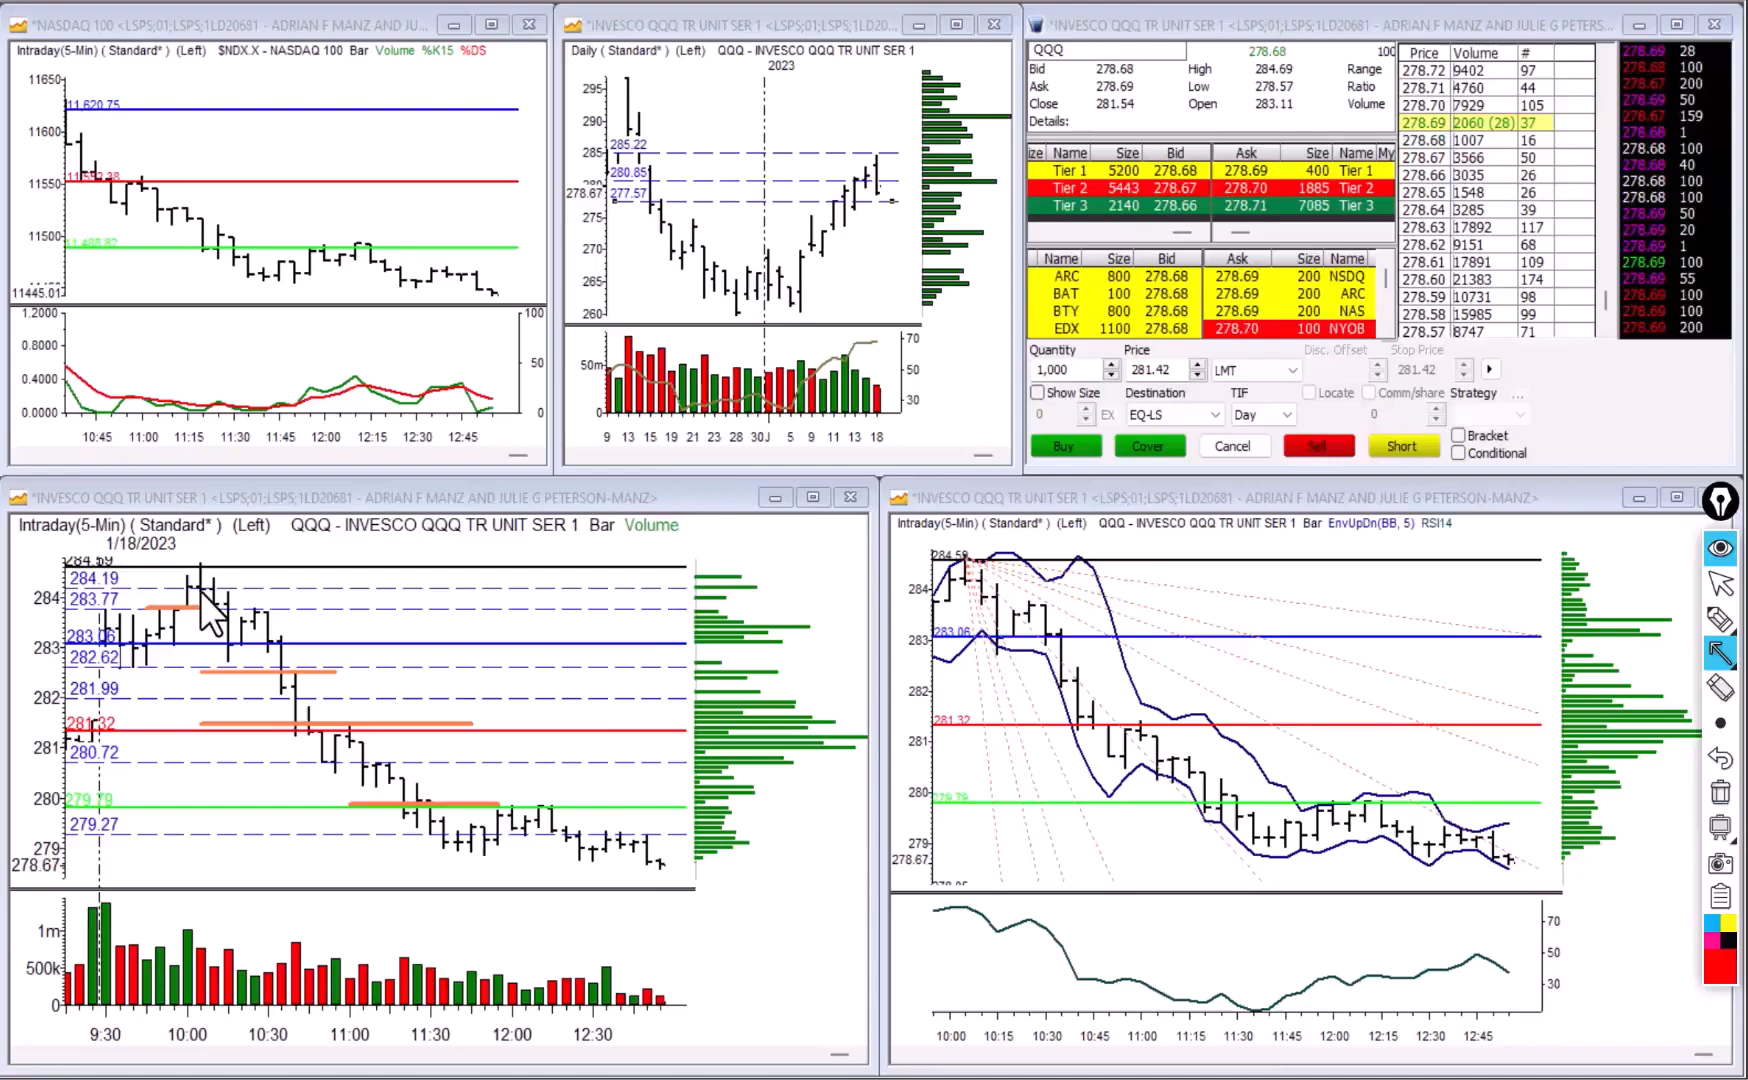 *NASDAQ 100 <LSPS;01;LSPS;1LD20681 - ADRIAN F MANZ AND JU...
Intraday(5-Min) ( Standard* ) (Left) $NDX.X - NASDAQ 100 Bar Volume %K15 %DS
11650
11,620.75
11600
11550
11500
11445.01
1.2000
0.8000
0.4000
0.0000
100
50
0
10:45 11:00 11:15 11:30 11:45 12:00 12:15 12:30 12:45
*INVESCO QQQ TR UNIT SER 1 <LSPS;01;LSPS;1LD20...
Daily ( Standard* ) (Left) QQQ - INVESCO QQQ TR UNIT SER 1
2023
295
290
285.22
285
280.85
278.67
277.57
275
270
265
260
50m
0
70
50
30
9 13 15 19 21 23 28 30J 5 9 11 13 18
*INVESCO QQQ TR UNIT SER 1 <LSPS;01;LSPS;1LD20681 - ADRIAN F MANZ AND JULIE G PETERS...
QQQ 278.68 100
Bid 278.68 High 284.69 Range
Ask 278.69 Low 278.57 Ratio
Close 281.54 Open 283.11 Volume
Details:
ize Name Size Bid Ask Size Name My
Tier 1 5200 278.68 278.69 400 Tier 1
Tier 2 5443 278.67 278.70 1885 Tier 2
Tier 3 2140 278.66 278.71 7085 Tier 3
Name Size Bid Ask Size Name
ARC 800 278.68 278.69 200 NSDQ
BAT 100 278.68 278.69 200 ARC
BTY 800 278.68 278.69 200 NAS
EDX 1100 278.68 278.70 100 NYOB
Price Volume #
278.72 9402 97
278.71 4760 44
278.70 7929 105
278.69 2060 (28) 37
278.68 1007 16
278.67 3566 50
278.66 3035 26
278.65 1548 26
278.64 3285 39
278.63 17892 117
278.62 9151 68
278.61 17891 109
278.60 21383 174
278.59 10731 98
278.58 15985 99
278.57 8747 71
278.69 28
278.68 100
278.67 200
278.69 50
278.67 159
278.68 1
278.68 100
278.68 40
278.68 100
278.68 100
278.69 50
278.69 20
278.69 1
278.69 100
278.69 55
278.69 100
278.69 100
278.69 200
Quantity Price Disc. Offset Stop Price
1,000 281.42 LMT 281.42
Show Size Destination TIF Locate Comm/share Strategy ...
0 EX EQ-LS Day 0
Buy Cover Cancel Sell Short
Bracket
Conditional
*INVESCO QQQ TR UNIT SER 1 <LSPS;01;LSPS;1LD20681 - ADRIAN F MANZ AND JULIE G PETERSON-MANZ>
Intraday(5-Min) ( Standard* ) (Left) QQQ - INVESCO QQQ TR UNIT SER 1 Bar Volume
1/18/2023
284.59
284.19
284
283.77
283.06
283
282.62
282
281.99
281.32
281
280.72
280
279.79
279.27
279
278.67
1m
500k
0
9:30 10:00 10:30 11:00 11:30 12:00 12:30
*INVESCO QQQ TR UNIT SER 1 <LSPS;01;LSPS;1LD20681 - ADRIAN F MANZ AND JULIE G PETERSON-MANZ>
Intraday(5-Min) ( Standard* ) (Left) QQQ - INVESCO QQQ TR UNIT SER 1 Bar EnvUpDn(BB, 5) RSI14
284.59
284
283.06
283
282
281.32
281
280
279.79
279
278.67
70
50
30
10:00 10:15 10:30 10:45 11:00 11:15 11:30 11:45 12:00 12:15 12:30 12:45